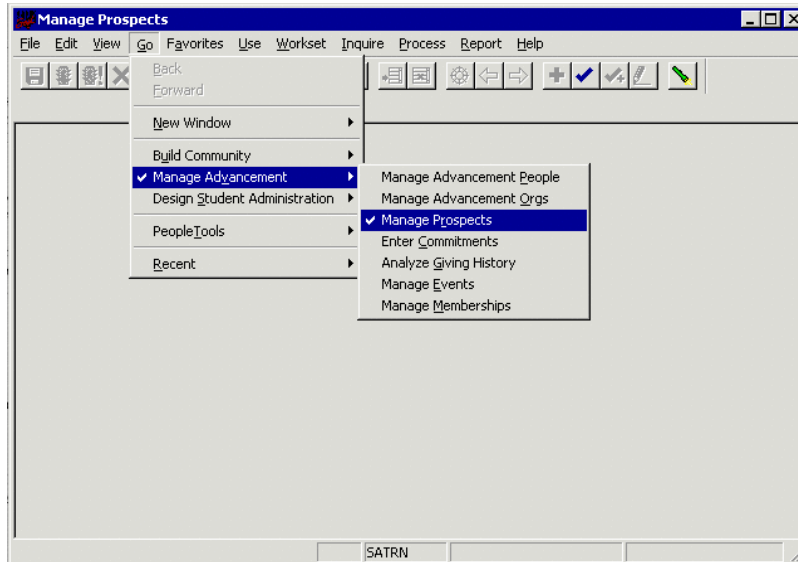 Manage Prospects
File Edit View Go Favorites Use Workset Inquire Process Report Help
Back
Forward
New Window
Build Community
Manage Advancement
Design Student Administration
PeopleTools
Recent
Manage Advancement People
Manage Advancement Orgs
Manage Prospects
Enter Commitments
Analyze Giving History
Manage Events
Manage Memberships
SATRN